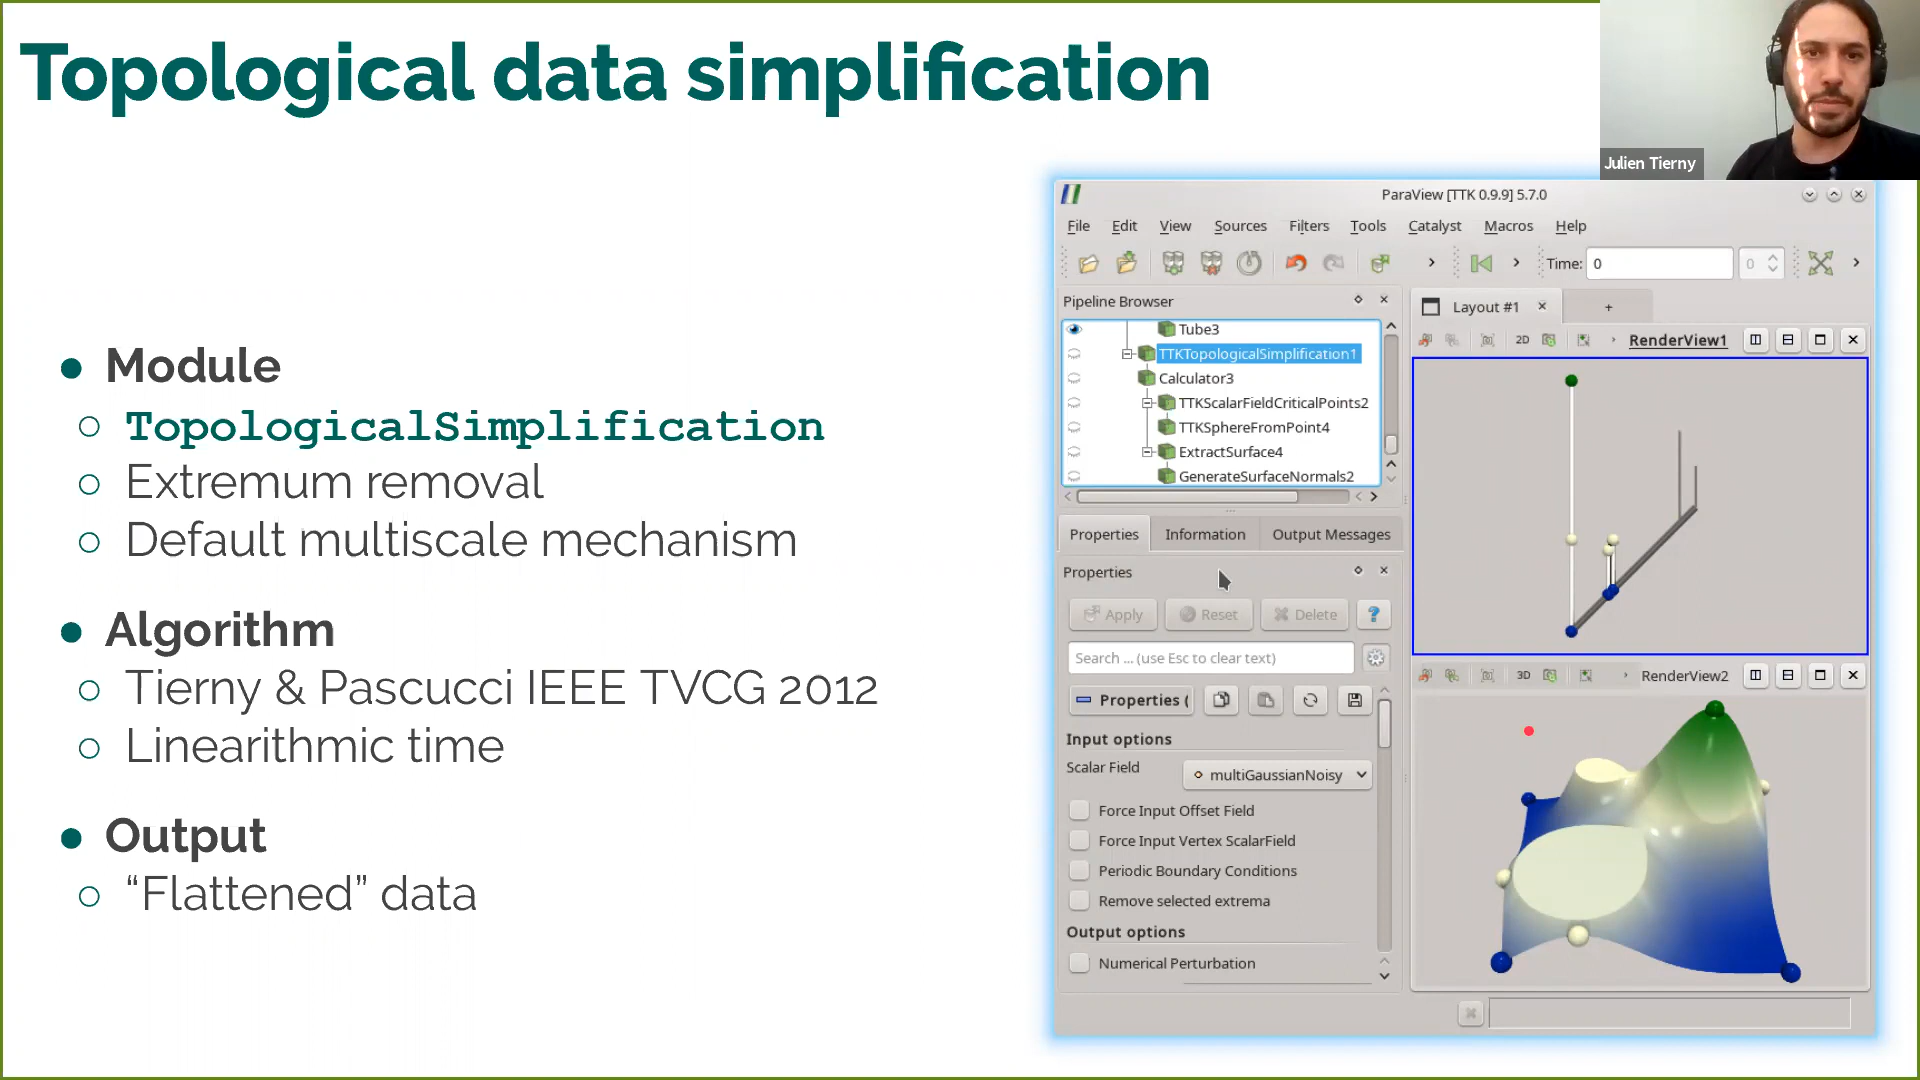 Topological data simplification
Julien Tierny
Module
TopologicalSimplification
Extremum removal
Default multiscale mechanism
Algorithm
Tierny & Pascucci IEEE TVCG 2012
Linearithmic time
Output
“Flattened” data
ParaView [TTK 0.9.9] 5.7.0
File Edit View Sources Filters Tools Catalyst Macros Help
Time: 0 0
Pipeline Browser
Tube3
TTKTopologicalSimplification1
Calculator3
TTKScalarFieldCriticalPoints2
TTKSphereFromPoint4
ExtractSurface4
GenerateSurfaceNormals2
Properties Information Output Messages
Properties
Apply Reset Delete ?
Search ... (use Esc to clear text)
Properties (
Input options
Scalar Field multiGaussianNoisy
Force Input Offset Field
Force Input Vertex ScalarField
Periodic Boundary Conditions
Remove selected extrema
Output options
Numerical Perturbation
Layout #1 +
2D RenderView1
3D RenderView2